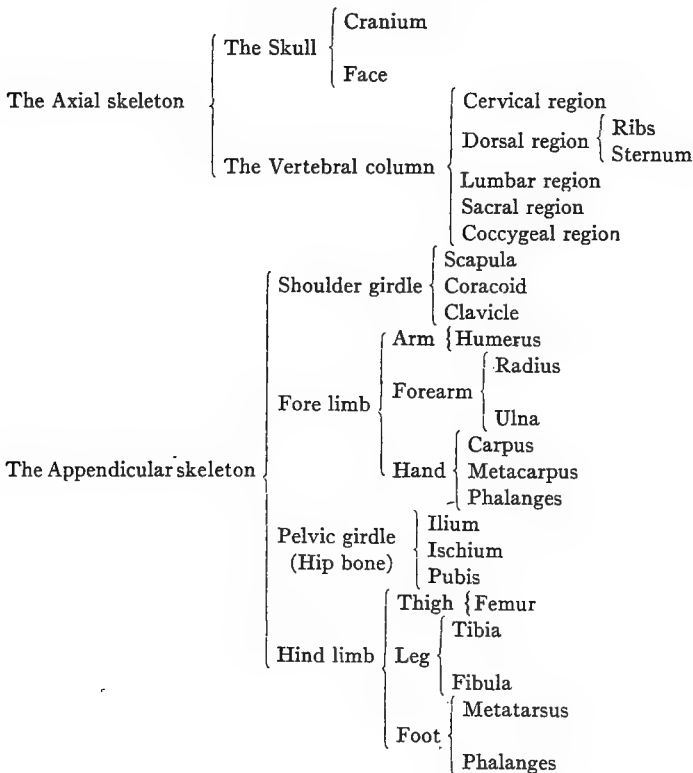 Cranium
The Skull
Face
The Axial skeleton
Cervical region
Ribs
Dorsal region
Sternum
The Vertebral column
Lumbar region
Sacral region
Coccygeal region
Scapula
Shoulder girdle
Coracoid
Clavicle
Arm
Humerus
Radius
Fore limb
Forearm
Ulna
Carpus
The Appendicular skeleton
Hand
Metacarpus
Phalanges
Ilium
Pelvic girdle
(Hip bone)
Ischium
Pubis
Thigh
Femur
Tibia
Hind limb
Leg
Fibula
Metatarsus
Foot
Phalanges